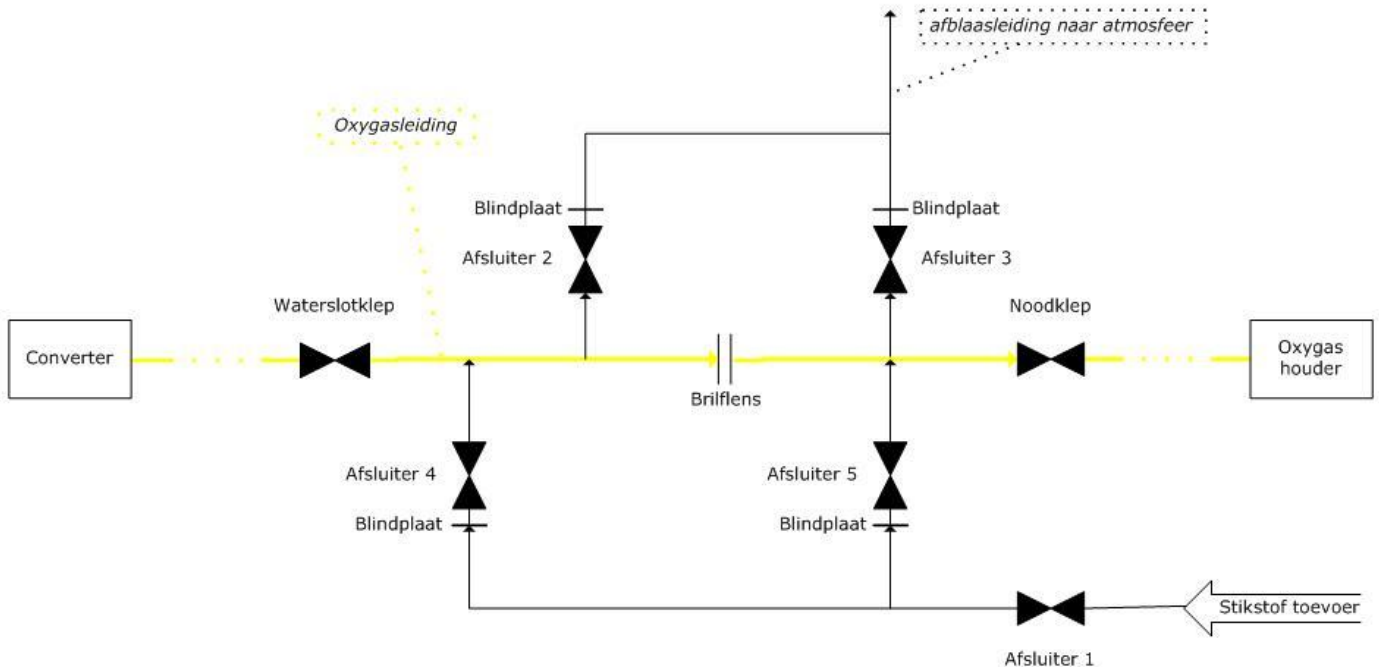 afblaasleiding naar atmosfeer
Oxygasleiding
Blindplaat
Blindplaat
Afsluiter 2
Afsluiter 3
Waterslotklep
Noodklep
Converter
Oxygas
houder
Brilflens
Afsluiter 4
Afsluiter 5
Blindplaat
Blindplaat
Stikstof toevoer
Afsluiter 1